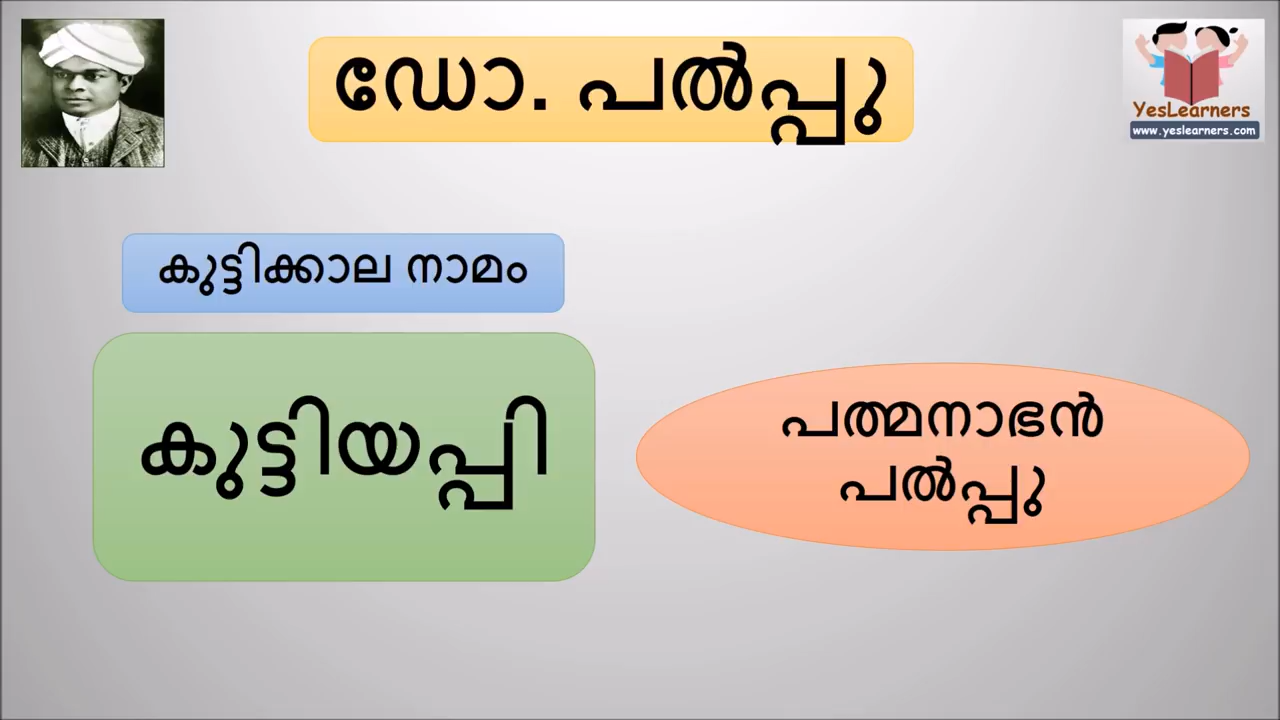 ഡോ. പൽപ്പു
YesLearners
www.yeslearners.com
കുട്ടിക്കാല നാമം
കുട്ടിയപ്പി
പത്മനാഭൻ
പൽപ്പു